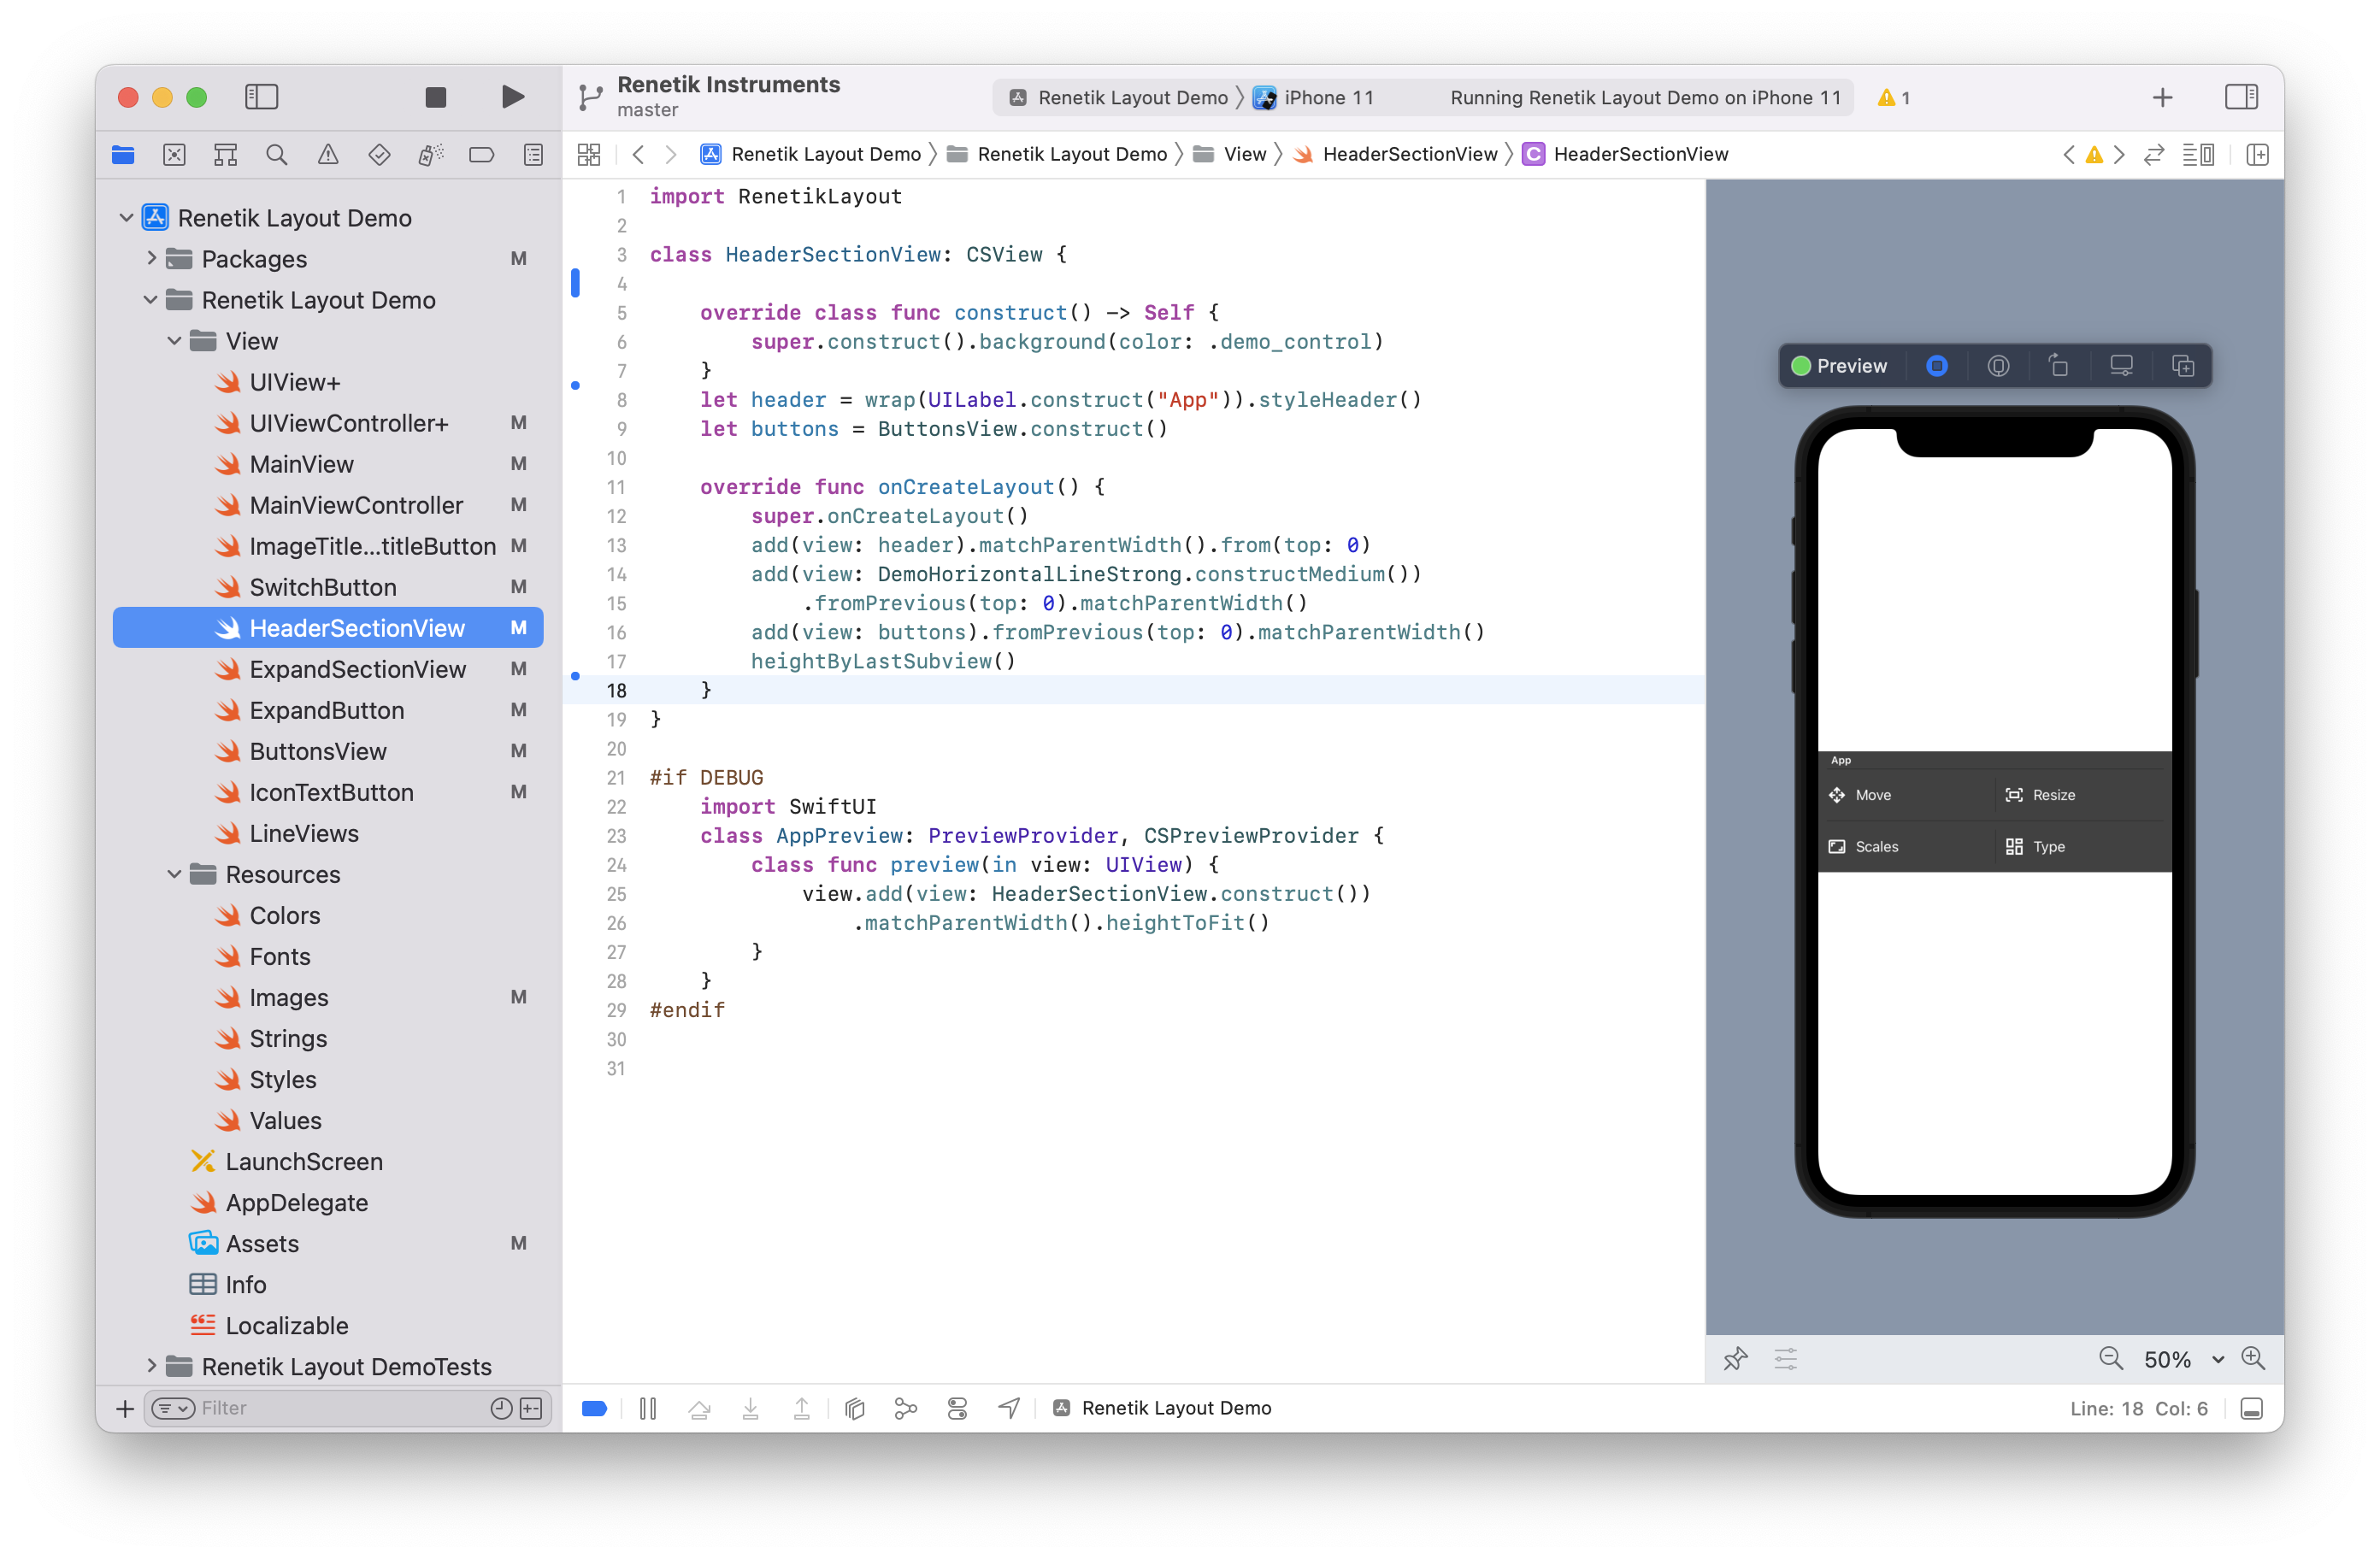 Renetik Instruments
master
Renetik Layout Demo 〉 iPhone 11
Running Renetik Layout Demo on iPhone 11
1
Renetik Layout Demo 〉 Renetik Layout Demo 〉 View 〉 HeaderSectionView 〉 C HeaderSectionView
Renetik Layout Demo
Packages M
Renetik Layout Demo
View
UIView+
UIViewController+ M
MainView M
MainViewController M
ImageTitle...titleButton M
SwitchButton M
HeaderSectionView M
ExpandSectionView M
ExpandButton M
ButtonsView M
IconTextButton M
LineViews
Resources
Colors
Fonts
Images M
Strings
Styles
Values
LaunchScreen
AppDelegate
Assets M
Info
Localizable
Renetik Layout DemoTests
Filter
1 import RenetikLayout
2
3 class HeaderSectionView: CSView {
4
5     override class func construct() -> Self {
6         super.construct().background(color: .demo_control)
7     }
8     let header = wrap(UILabel.construct("App")).styleHeader()
9     let buttons = ButtonsView.construct()
10
11     override func onCreateLayout() {
12         super.onCreateLayout()
13         add(view: header).matchParentWidth().from(top: 0)
14         add(view: DemoHorizontalLineStrong.constructMedium())
15             .fromPrevious(top: 0).matchParentWidth()
16         add(view: buttons).fromPrevious(top: 0).matchParentWidth()
17         heightByLastSubview()
18     }
19 }
20
21 #if DEBUG
22     import SwiftUI
23     class AppPreview: PreviewProvider, CSPreviewProvider {
24         class func preview(in view: UIView) {
25             view.add(view: HeaderSectionView.construct())
26                 .matchParentWidth().heightToFit()
27         }
28     }
29 #endif
30
31
Preview
App
Move
Resize
Scales
Type
50%
Renetik Layout Demo
Line: 18 Col: 6